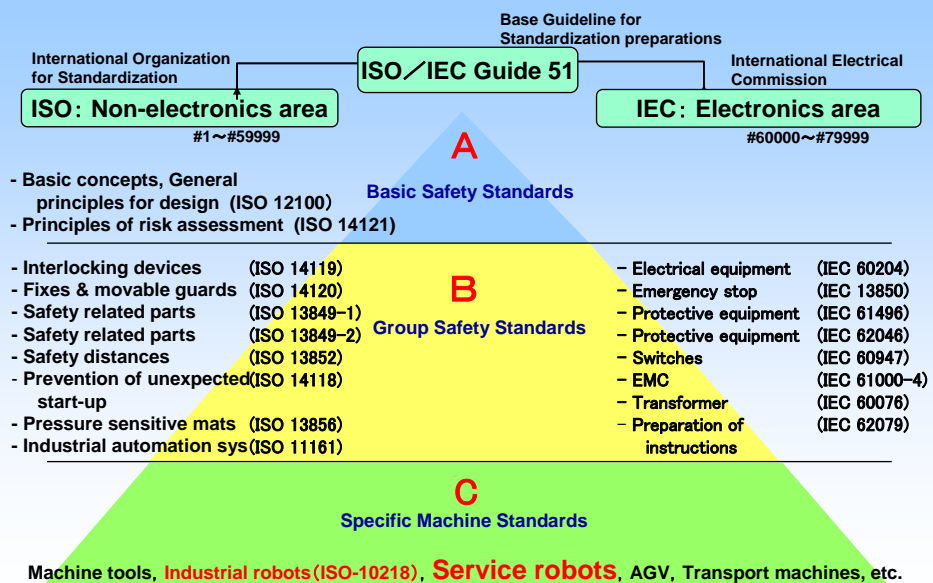 Base Guideline for
Standardization preparations
International Organization
for Standardization
ISO／IEC Guide 51
International Electrical
Commission
ISO: Non-electronics area
IEC: Electronics area
#1～#59999
#60000～#79999
A
Basic Safety Standards
- Basic concepts, General
principles for design (ISO 12100)
- Principles of risk assessment (ISO 14121)
B
Group Safety Standards
- Interlocking devices (ISO 14119)
- Fixes & movable guards (ISO 14120)
- Safety related parts (ISO 13849-1)
- Safety related parts (ISO 13849-2)
- Safety distances (ISO 13852)
- Prevention of unexpected (ISO 14118)
start-up
- Pressure sensitive mats (ISO 13856)
- Industrial automation sys (ISO 11161)
- Electrical equipment (IEC 60204)
- Emergency stop (IEC 13850)
- Protective equipment (IEC 61496)
- Protective equipment (IEC 62046)
- Switches (IEC 60947)
- EMC (IEC 61000-4)
- Transformer (IEC 60076)
- Preparation of (IEC 62079)
instructions
C
Specific Machine Standards
Machine tools, Industrial robots(ISO-10218), Service robots, AGV, Transport machines, etc.